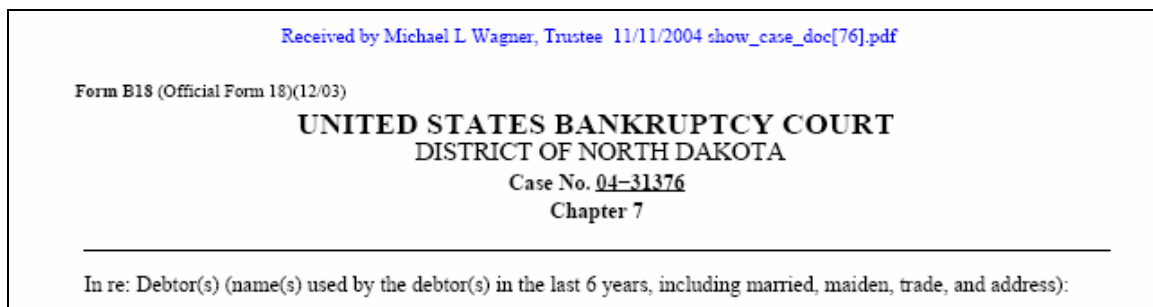 Received by Michael L Wagner, Trustee 11/11/2004 show_case_doc[76].pdf
Form B18 (Official Form 18)(12/03)
UNITED STATES BANKRUPTCY COURT
DISTRICT OF NORTH DAKOTA
Case No. 04−31376
Chapter 7
In re: Debtor(s) (name(s) used by the debtor(s) in the last 6 years, including married, maiden, trade, and address):